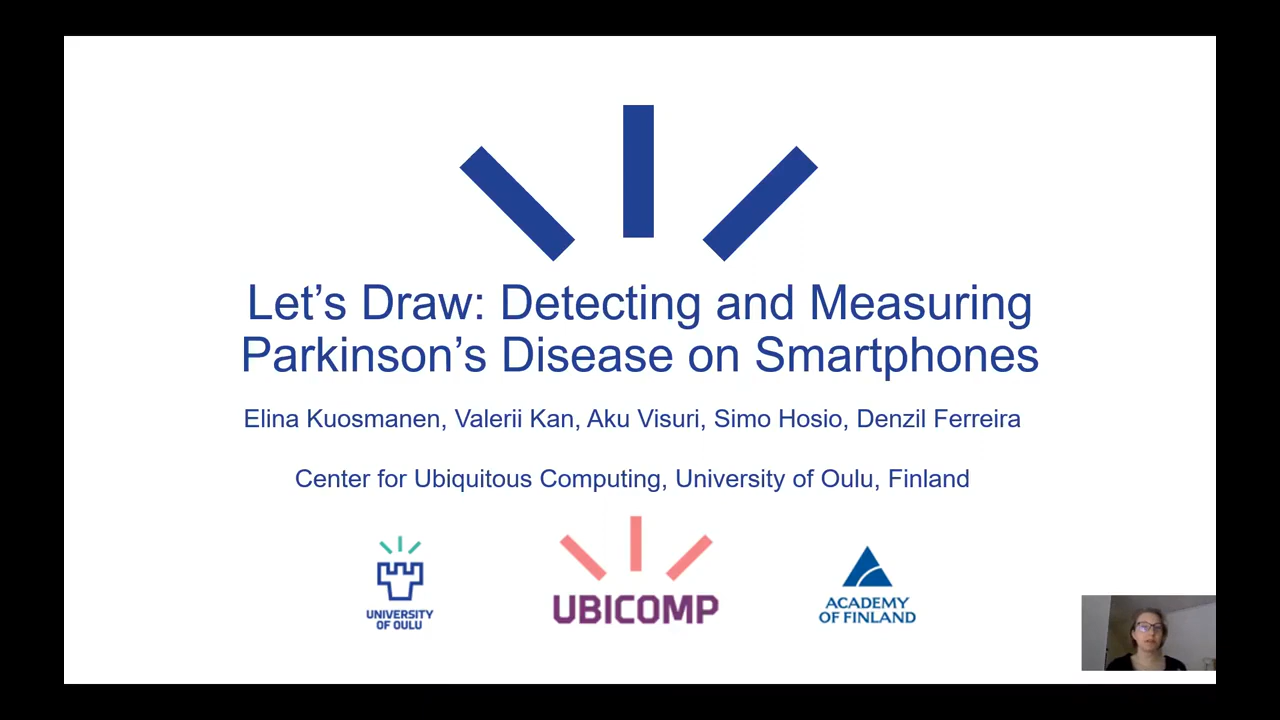 Let’s Draw: Detecting and Measuring
Parkinson’s Disease on Smartphones
Elina Kuosmanen, Valerii Kan, Aku Visuri, Simo Hosio, Denzil Ferreira
Center for Ubiquitous Computing, University of Oulu, Finland
UNIVERSITY
OF OULU
UBICOMP
ACADEMY
OF FINLAND